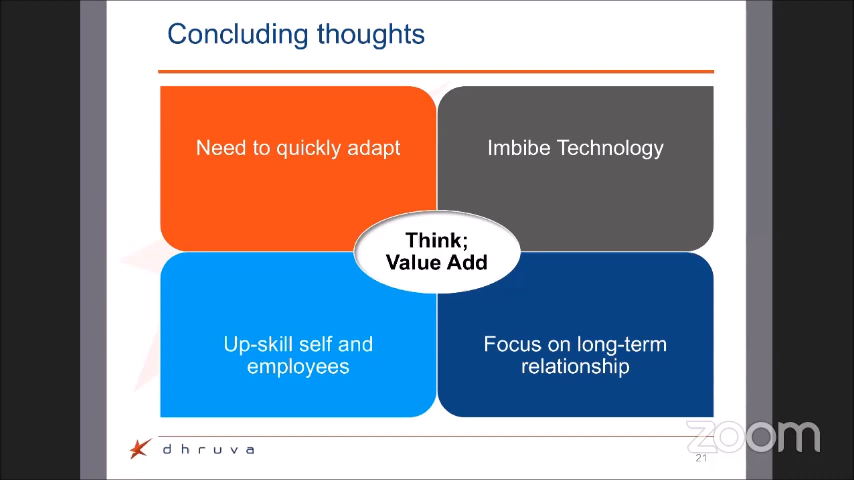 Concluding thoughts
Need to quickly adapt
Imbibe Technology
Think;
Value Add
Up-skill self and
employees
Focus on long-term
relationship
dhruva
zoom
21